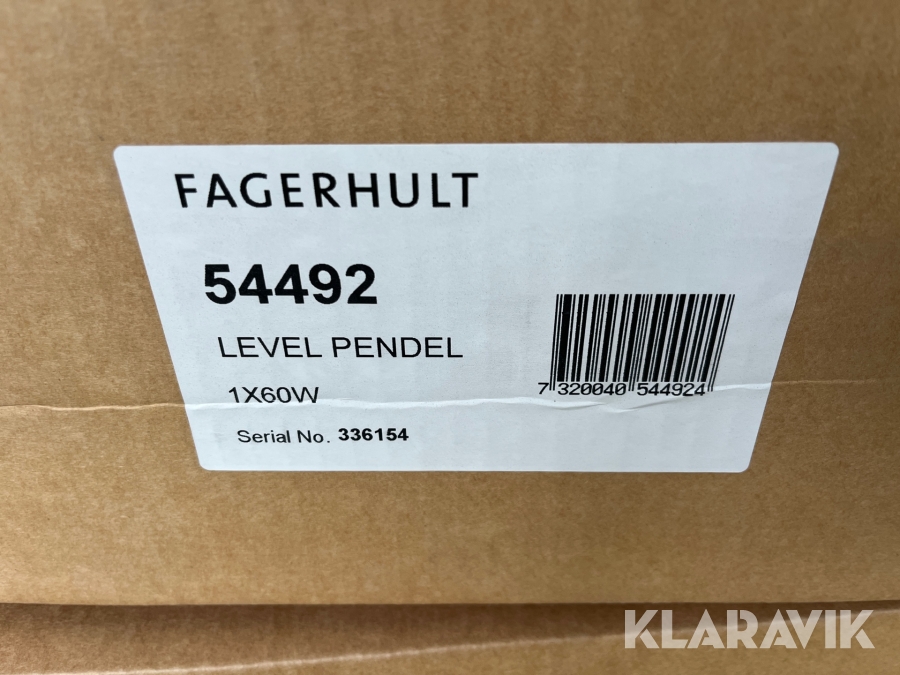 FAGERHULT
54492
LEVEL PENDEL
1X60W
Serial No. 336154
7 320040 544924
KLARAVIK